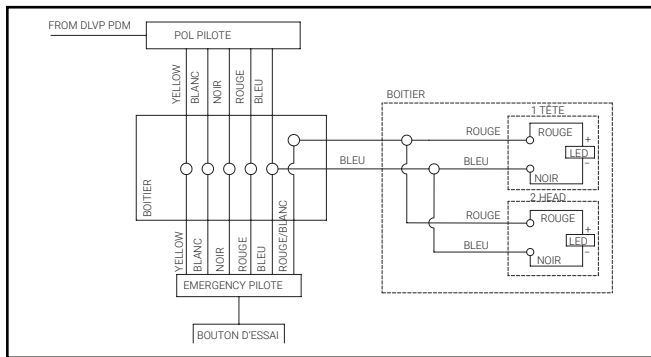 FROM DLVP PDM
POL PILOTE
YELLOW
BLANC
NOIR
ROUGE
BLEU
BOITIER
BOITIER
1 TÊTE
ROUGE
ROUGE
+
LED
BLEU
BLEU
–
NOIR
2 HEAD
ROUGE
ROUGE
+
LED
BLEU
–
NOIR
YELLOW
BLANC
NOIR
ROUGE
BLEU
ROUGE/BLANC
EMERGENCY PILOTE
BOUTON D'ESSAI